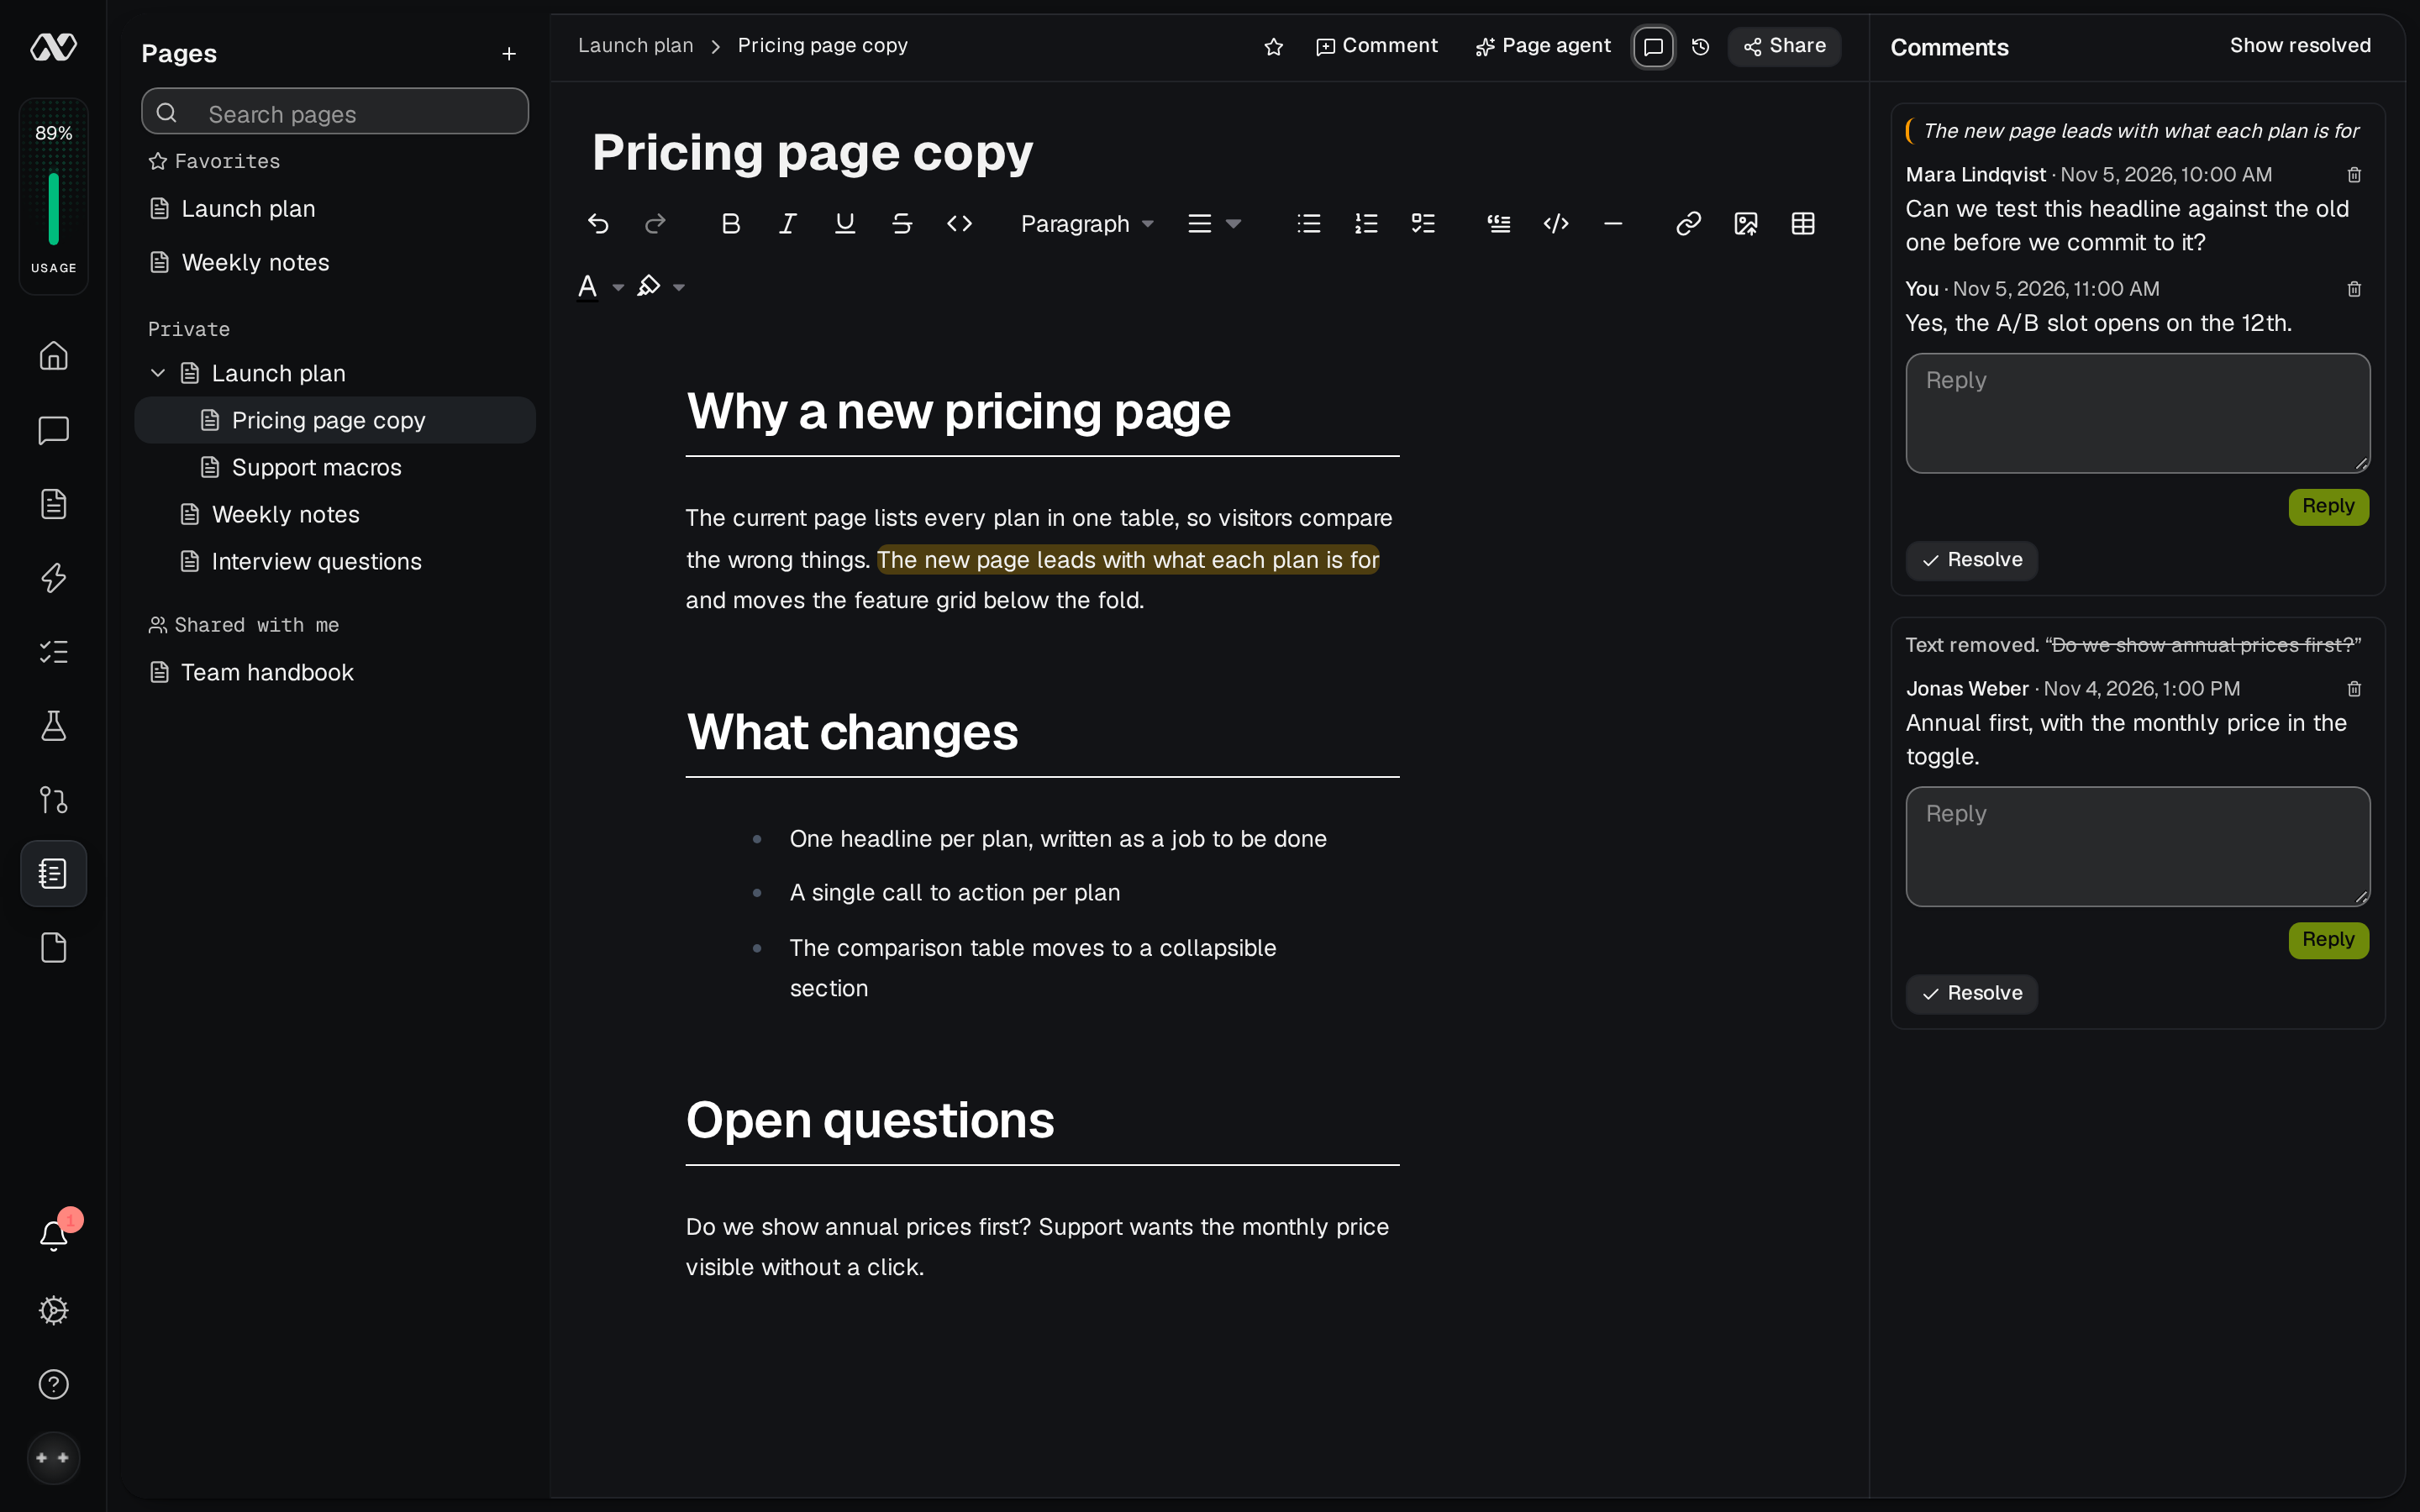 89%
USAGE
1
Pages
Search pages
Favorites
Launch plan
Weekly notes
Private
Launch plan
Pricing page copy
Support macros
Weekly notes
Interview questions
Shared with me
Team handbook
Launch plan
Pricing page copy
Comment
Page agent
Share
Pricing page copy
Paragraph
Why a new pricing page
The current page lists every plan in one table, so visitors compare
the wrong things. The new page leads with what each plan is for
and moves the feature grid below the fold.
What changes
One headline per plan, written as a job to be done
A single call to action per plan
The comparison table moves to a collapsible
section
Open questions
Do we show annual prices first? Support wants the monthly price
visible without a click.
Comments
Show resolved
The new page leads with what each plan is for
Mara Lindqvist · Nov 5, 2026, 10:00 AM
Can we test this headline against the old
one before we commit to it?
You · Nov 5, 2026, 11:00 AM
Yes, the A/B slot opens on the 12th.
Reply
Reply
Resolve
Text removed. “Do we show annual prices first?”
Jonas Weber · Nov 4, 2026, 1:00 PM
Annual first, with the monthly price in the
toggle.
Reply
Reply
Resolve